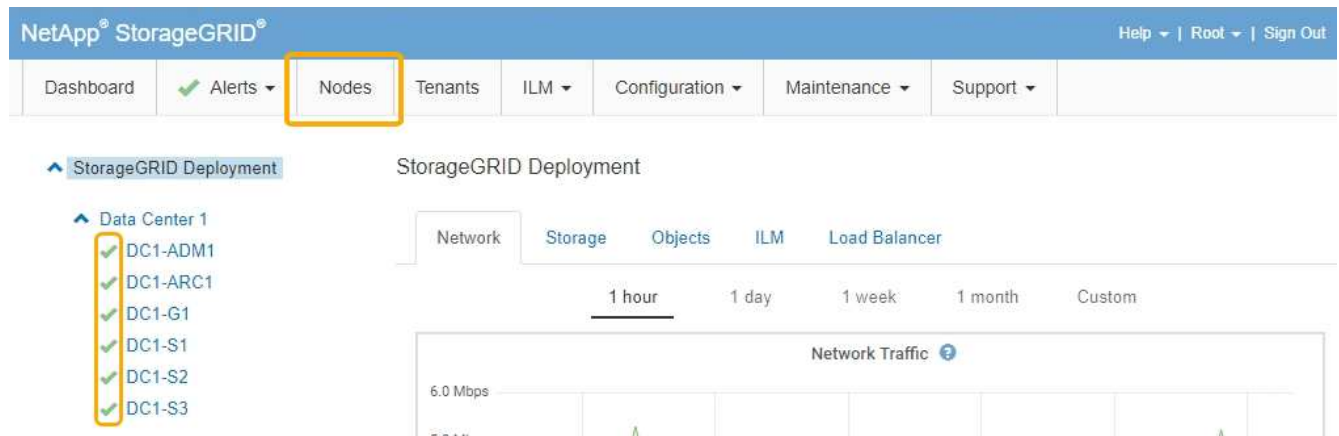 NetApp® StorageGRID®
Help | Root | Sign Out
Dashboard Alerts Nodes Tenants ILM Configuration Maintenance Support
StorageGRID Deployment
StorageGRID Deployment
Data Center 1
DC1-ADM1
DC1-ARC1
DC1-G1
DC1-S1
DC1-S2
DC1-S3
Network Storage Objects ILM Load Balancer
1 hour 1 day 1 week 1 month Custom
Network Traffic
6.0 Mbps